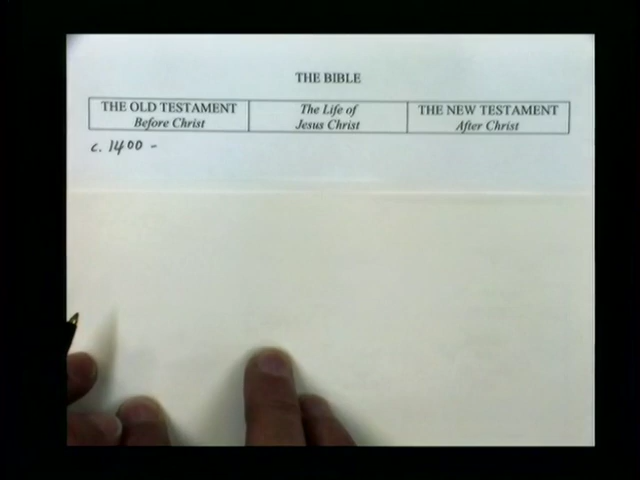 THE BIBLE
THE OLD TESTAMENT
Before Christ
The Life of
Jesus Christ
THE NEW TESTAMENT
After Christ
c. 1400 -